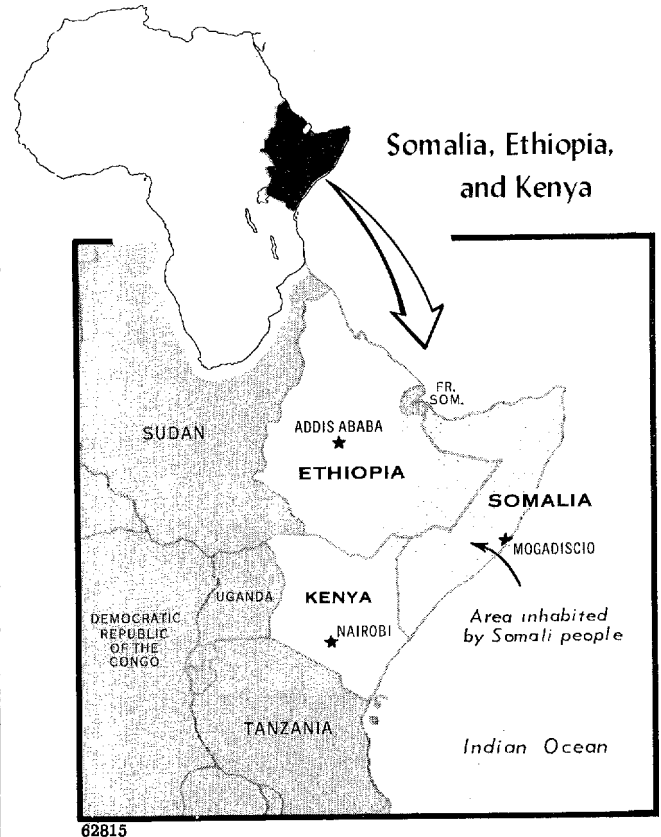 Somalia, Ethiopia,
and Kenya
FR.
SOM.
SUDAN
ADDIS ABABA
ETHIOPIA
SOMALIA
MOGADISCIO
UGANDA
KENYA
DEMOCRATIC
REPUBLIC
OF THE
CONGO
NAIROBI
Area inhabited
by Somali people
TANZANIA
Indian Ocean
62815